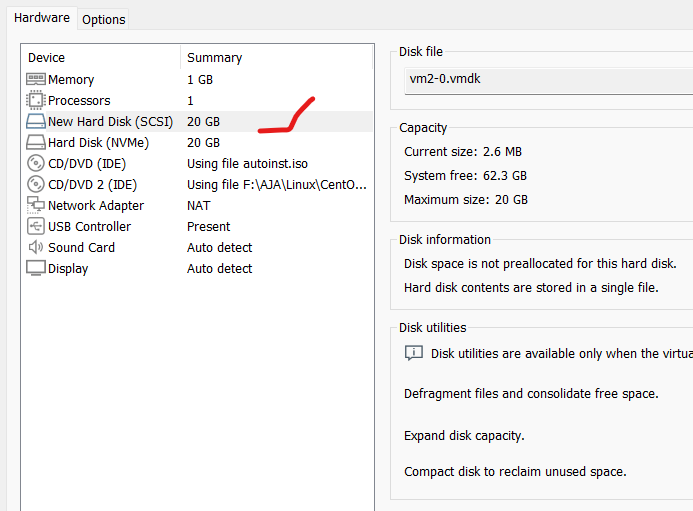 Hardware
Options
Device Summary
Memory 1 GB
Processors 1
New Hard Disk (SCSI) 20 GB
Hard Disk (NVMe) 20 GB
CD/DVD (IDE) Using file autoinst.iso
CD/DVD 2 (IDE) Using file F:\AJA\Linux\CentO...
Network Adapter NAT
USB Controller Present
Sound Card Auto detect
Display Auto detect
Disk file
vm2-0.vmdk
Capacity
Current size: 2.6 MB
System free: 62.3 GB
Maximum size: 20 GB
Disk information
Disk space is not preallocated for this hard disk.
Hard disk contents are stored in a single file.
Disk utilities
Disk utilities are available only when the virtua
Defragment files and consolidate free space.
Expand disk capacity.
Compact disk to reclaim unused space.